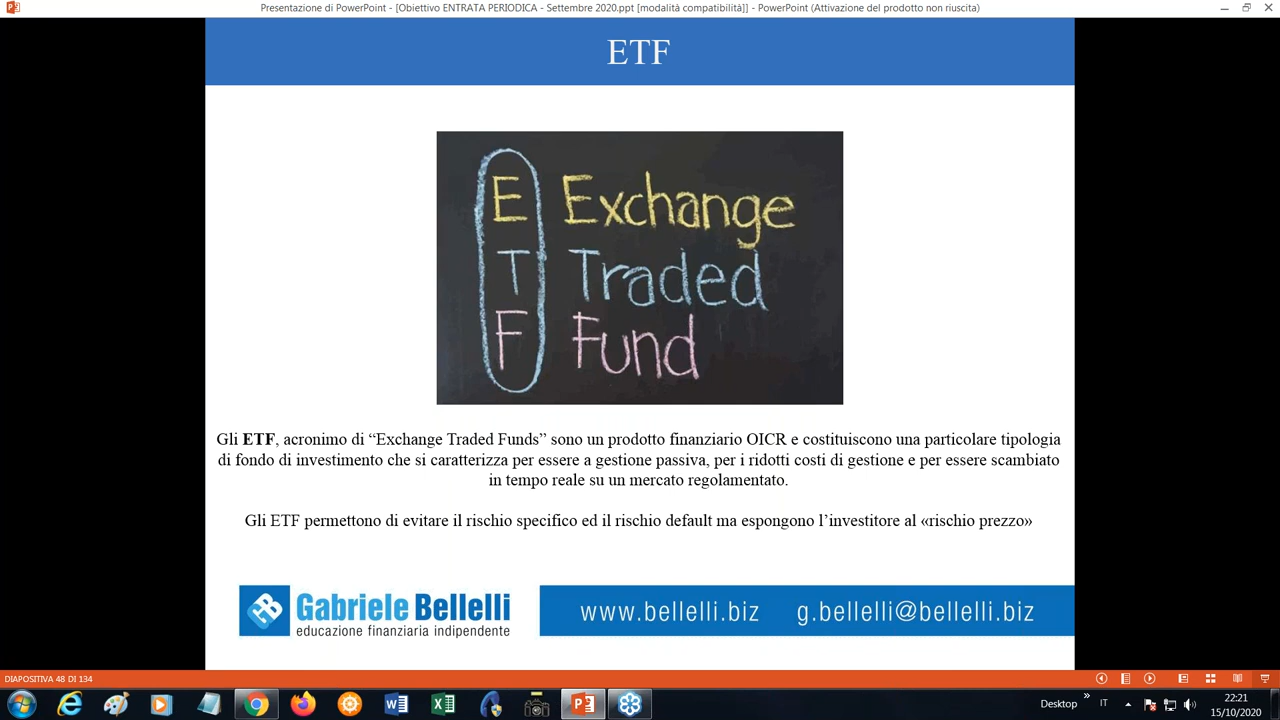 Presentazione di PowerPoint - [Obiettivo ENTRATA PERIODICA - Settembre 2020.ppt [modalità compatibilità]] - PowerPoint (Attivazione del prodotto non riuscita)
ETF
E Exchange
T Traded
F Fund
Gli ETF, acronimo di “Exchange Traded Funds” sono un prodotto finanziario OICR e costituiscono una particolare tipologia
di fondo di investimento che si caratterizza per essere a gestione passiva, per i ridotti costi di gestione e per essere scambiato
in tempo reale su un mercato regolamentato.
Gli ETF permettono di evitare il rischio specifico ed il rischio default ma espongono l’investitore al «rischio prezzo»
Gabriele Bellelli
educazione finanziaria indipendente
www.bellelli.biz g.bellelli@bellelli.biz
DIAPOSITIVA 48 DI 134
Desktop » IT 22:21
15/10/2020